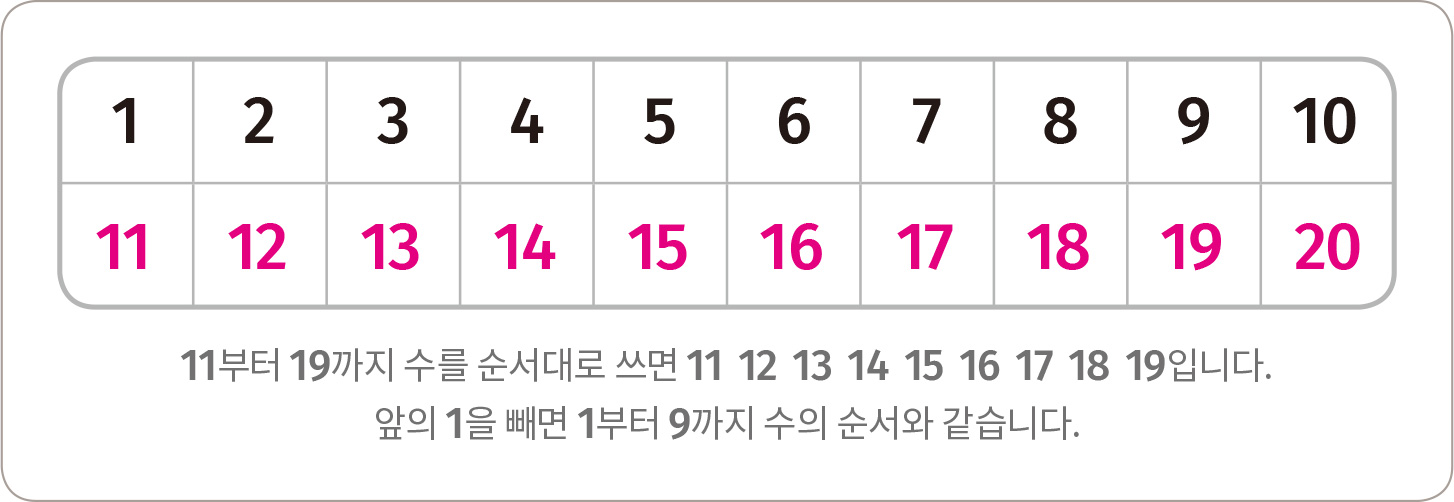 1 2 3 4 5 6 7 8 9 10
11 12 13 14 15 16 17 18 19 20
11부터 19까지 수를 순서대로 쓰면 11 12 13 14 15 16 17 18 19입니다.
앞의 1을 빼면 1부터 9까지 수의 순서와 같습니다.